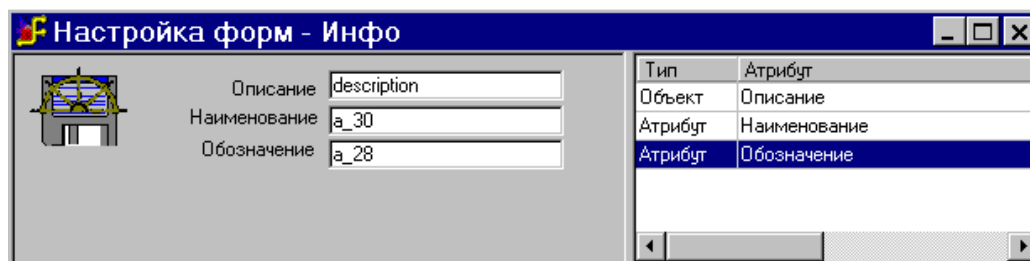 Настройка форм - Инфо
Описание description
Наименование a_30
Обозначение a_28
Тип Атрибут
Объект Описание
Атрибут Наименование
Атрибут Обозначение